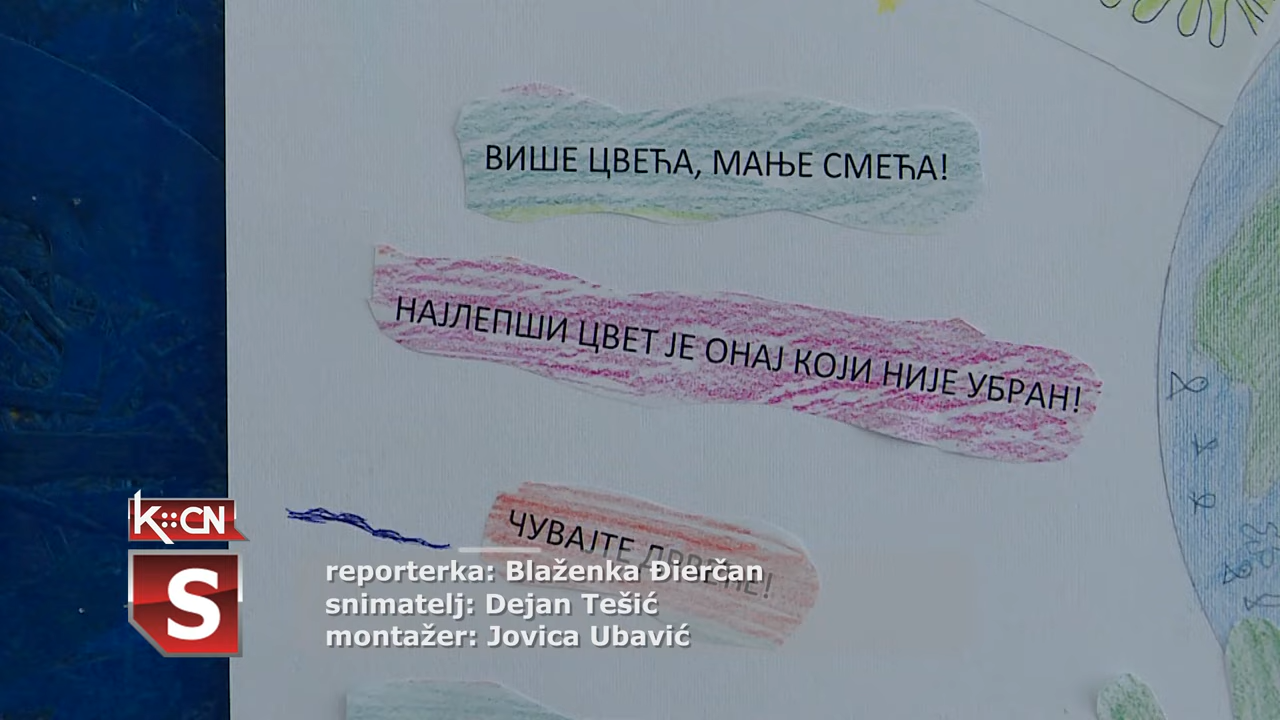 ВИШЕ ЦВЕЋА, МАЊЕ СМЕЋА!
НАЈЛЕПШИ ЦВЕТ ЈЕ ОНАЈ КОЈИ НИЈЕ УБРАН!
ЧУВАЈТЕ ДРВЕЋЕ!
K::CN
S
reporterka: Blaženka Đierčan
snimatelj: Dejan Tešić
montažer: Jovica Ubavić